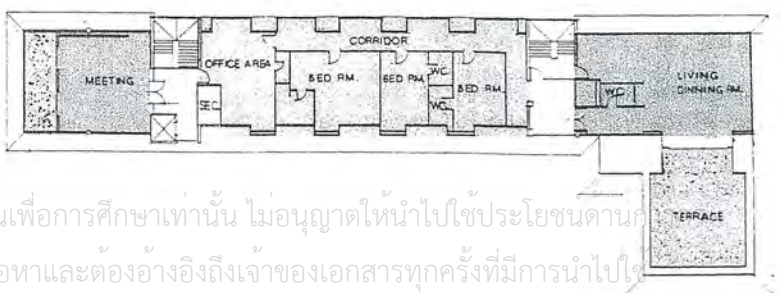 CORRIDOR
OFFICE AREA
MEETING
BED RM.
BED RM.
WC.
BED RM.
LIVING
DINNING RM.
WC.
SEC.
WC.
TERRACE
นเพื่อการศึกษาเท่านั้น ไม่อนุญาตให้นำไปใช้ประโยชน์ด้าน
อหาและต้องอ้างอิงถึงเจ้าของเอกสารทุกครั้งที่มีการนำไปใช้